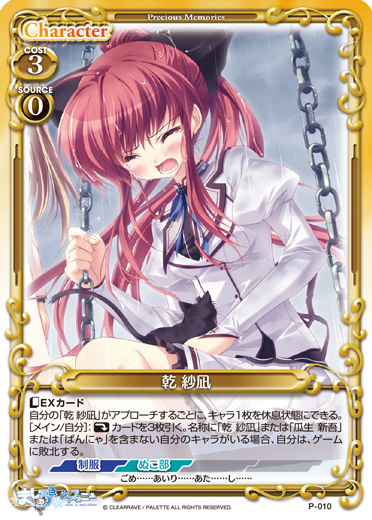 Precious Memories
Character
COST
3
SOURCE
0
乾 紗凪
EXカード
自分の「乾 紗凪」がアプローチするごとに、キャラ1枚を休息状態にできる。
[メイン/自分]: カードを3枚引く。名称に「乾 紗凪」または「瓜生 新吾」
または「ぱんにゃ」を含まない自分のキャラがいる場合、自分は、ゲーム
に敗北する。
制服 ぬこ部
ごめ……あいり……あた……し……
© CLEARRAVE / PALETTE ALL RIGHTS RESERVED.
P-010